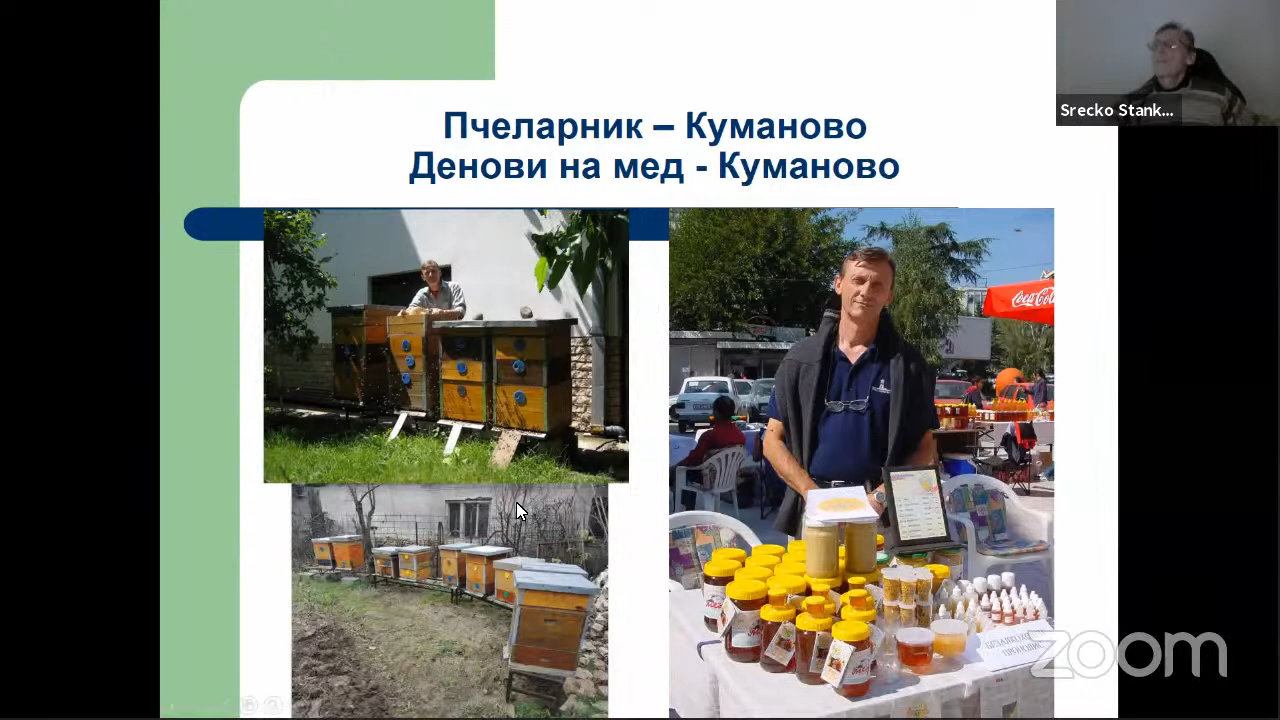 Пчеларник – Куманово
Денови на мед - Куманово
Srecko Stank...
Coca-Cola
zoom